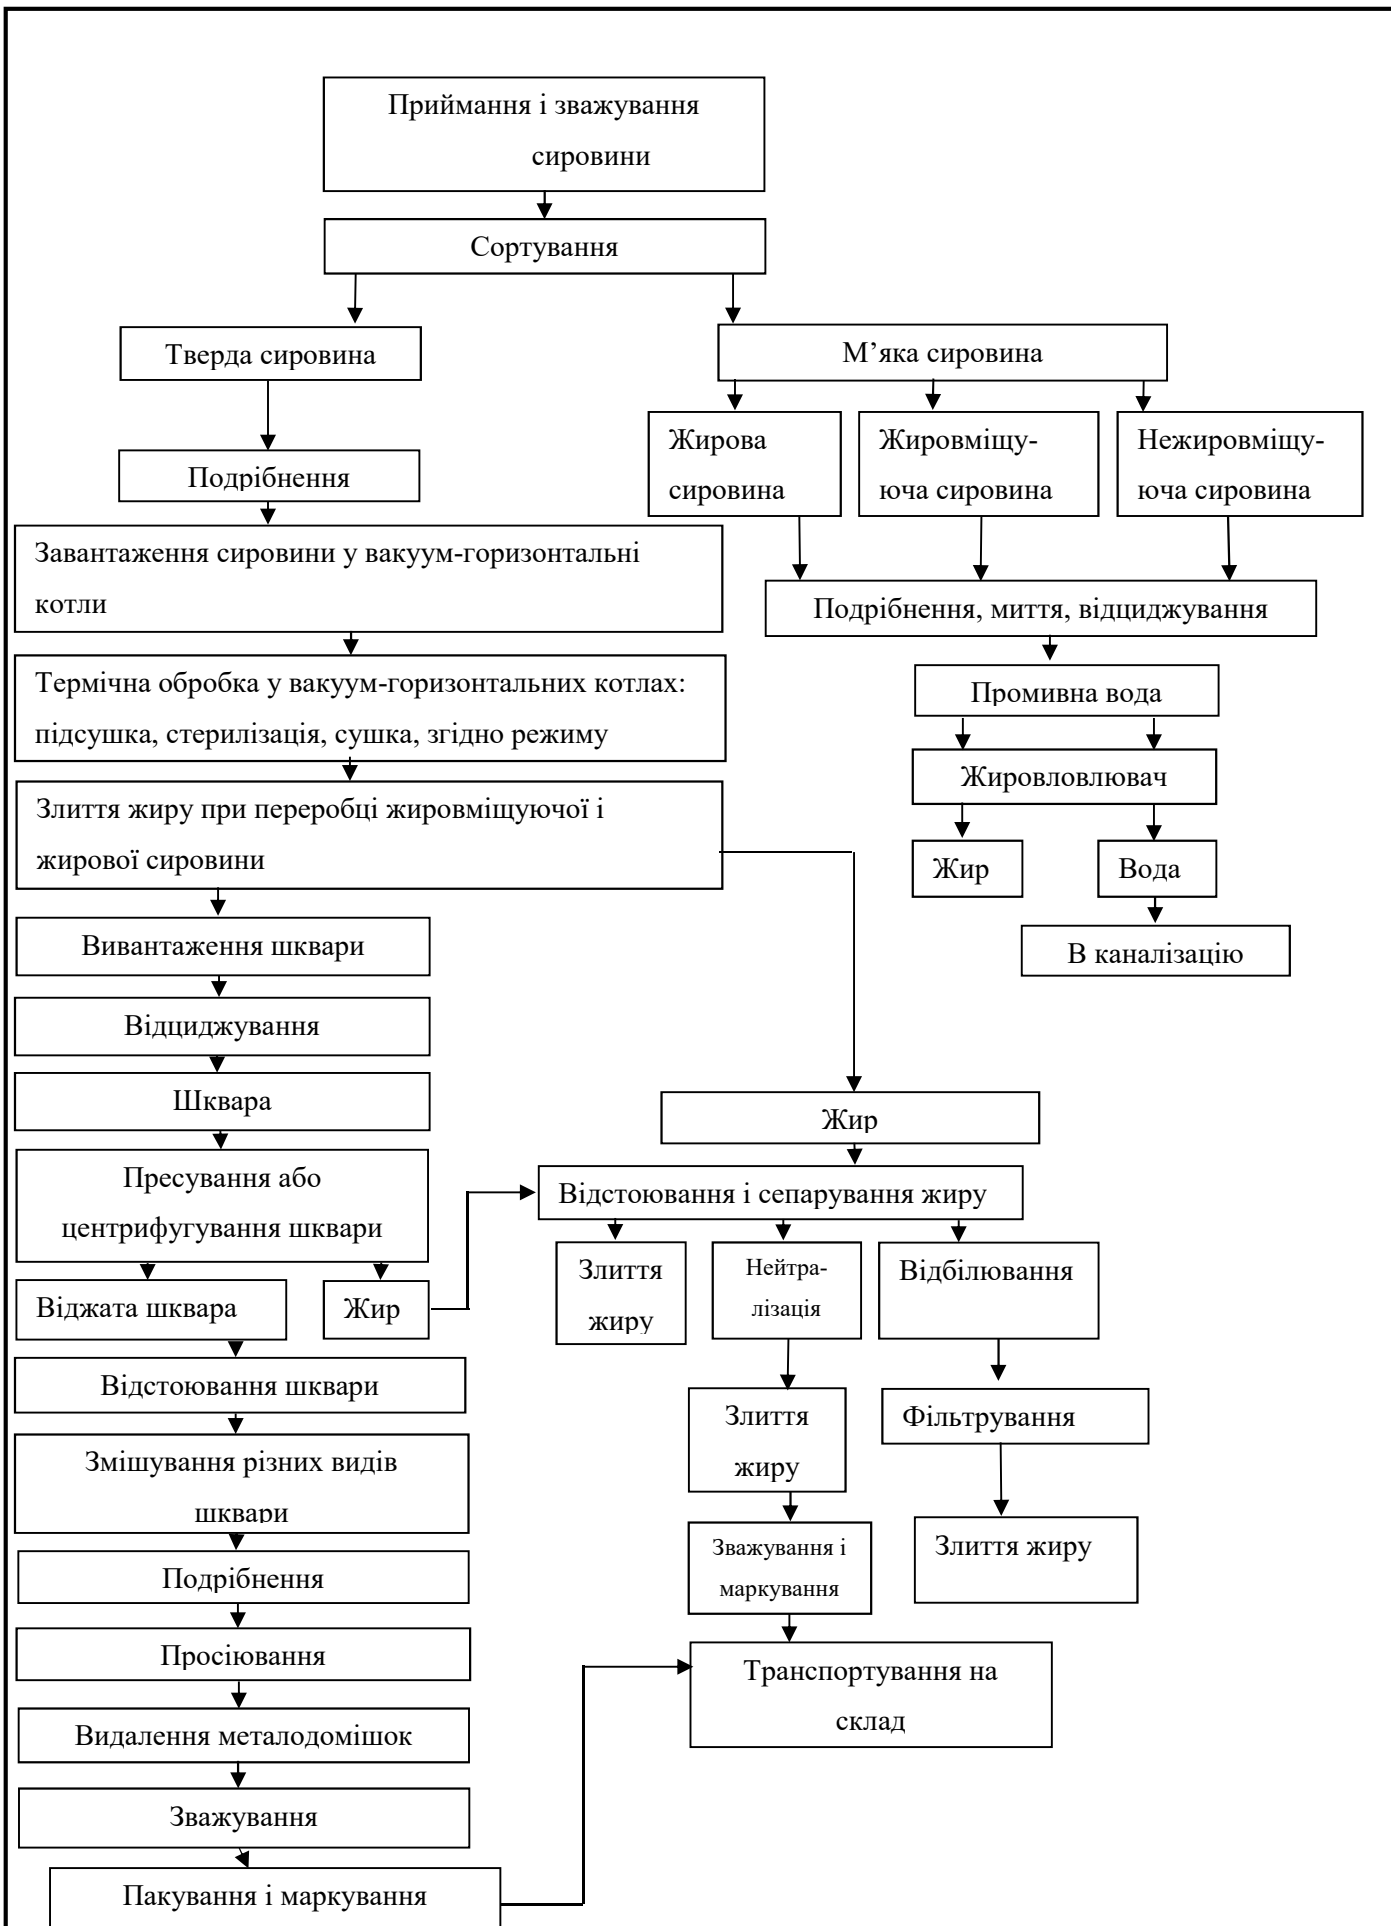 Приймання і зважування
сировини
Сортування
Тверда сировина
М’яка сировина
Жирова
сировина
Жировміщу-
юча сировина
Нежировміщу-
юча сировина
Подрібнення
Завантаження сировини у вакуум-горизонтальні
котли
Подрібнення, миття, відциджування
Термічна обробка у вакуум-горизонтальних котлах:
підсушка, стерилізація, сушка, згідно режиму
Промивна вода
Жировловлювач
Злиття жиру при переробці жировміщуючої і
жирової сировини
Жир
Вода
В каналізацію
Вивантаження шквари
Відциджування
Шквара
Жир
Пресування або
центрифугування шквари
Відстоювання і сепарування жиру
Віджата шквара
Жир
Злиття
жиру
Нейтра-
лізація
Відбілювання
Відстоювання шквари
Злиття
жиру
Фільтрування
Змішування різних видів
шквари
Зважування і
маркування
Злиття жиру
Подрібнення
Просіювання
Транспортування на
склад
Видалення металодомішок
Зважування
Пакування і маркування